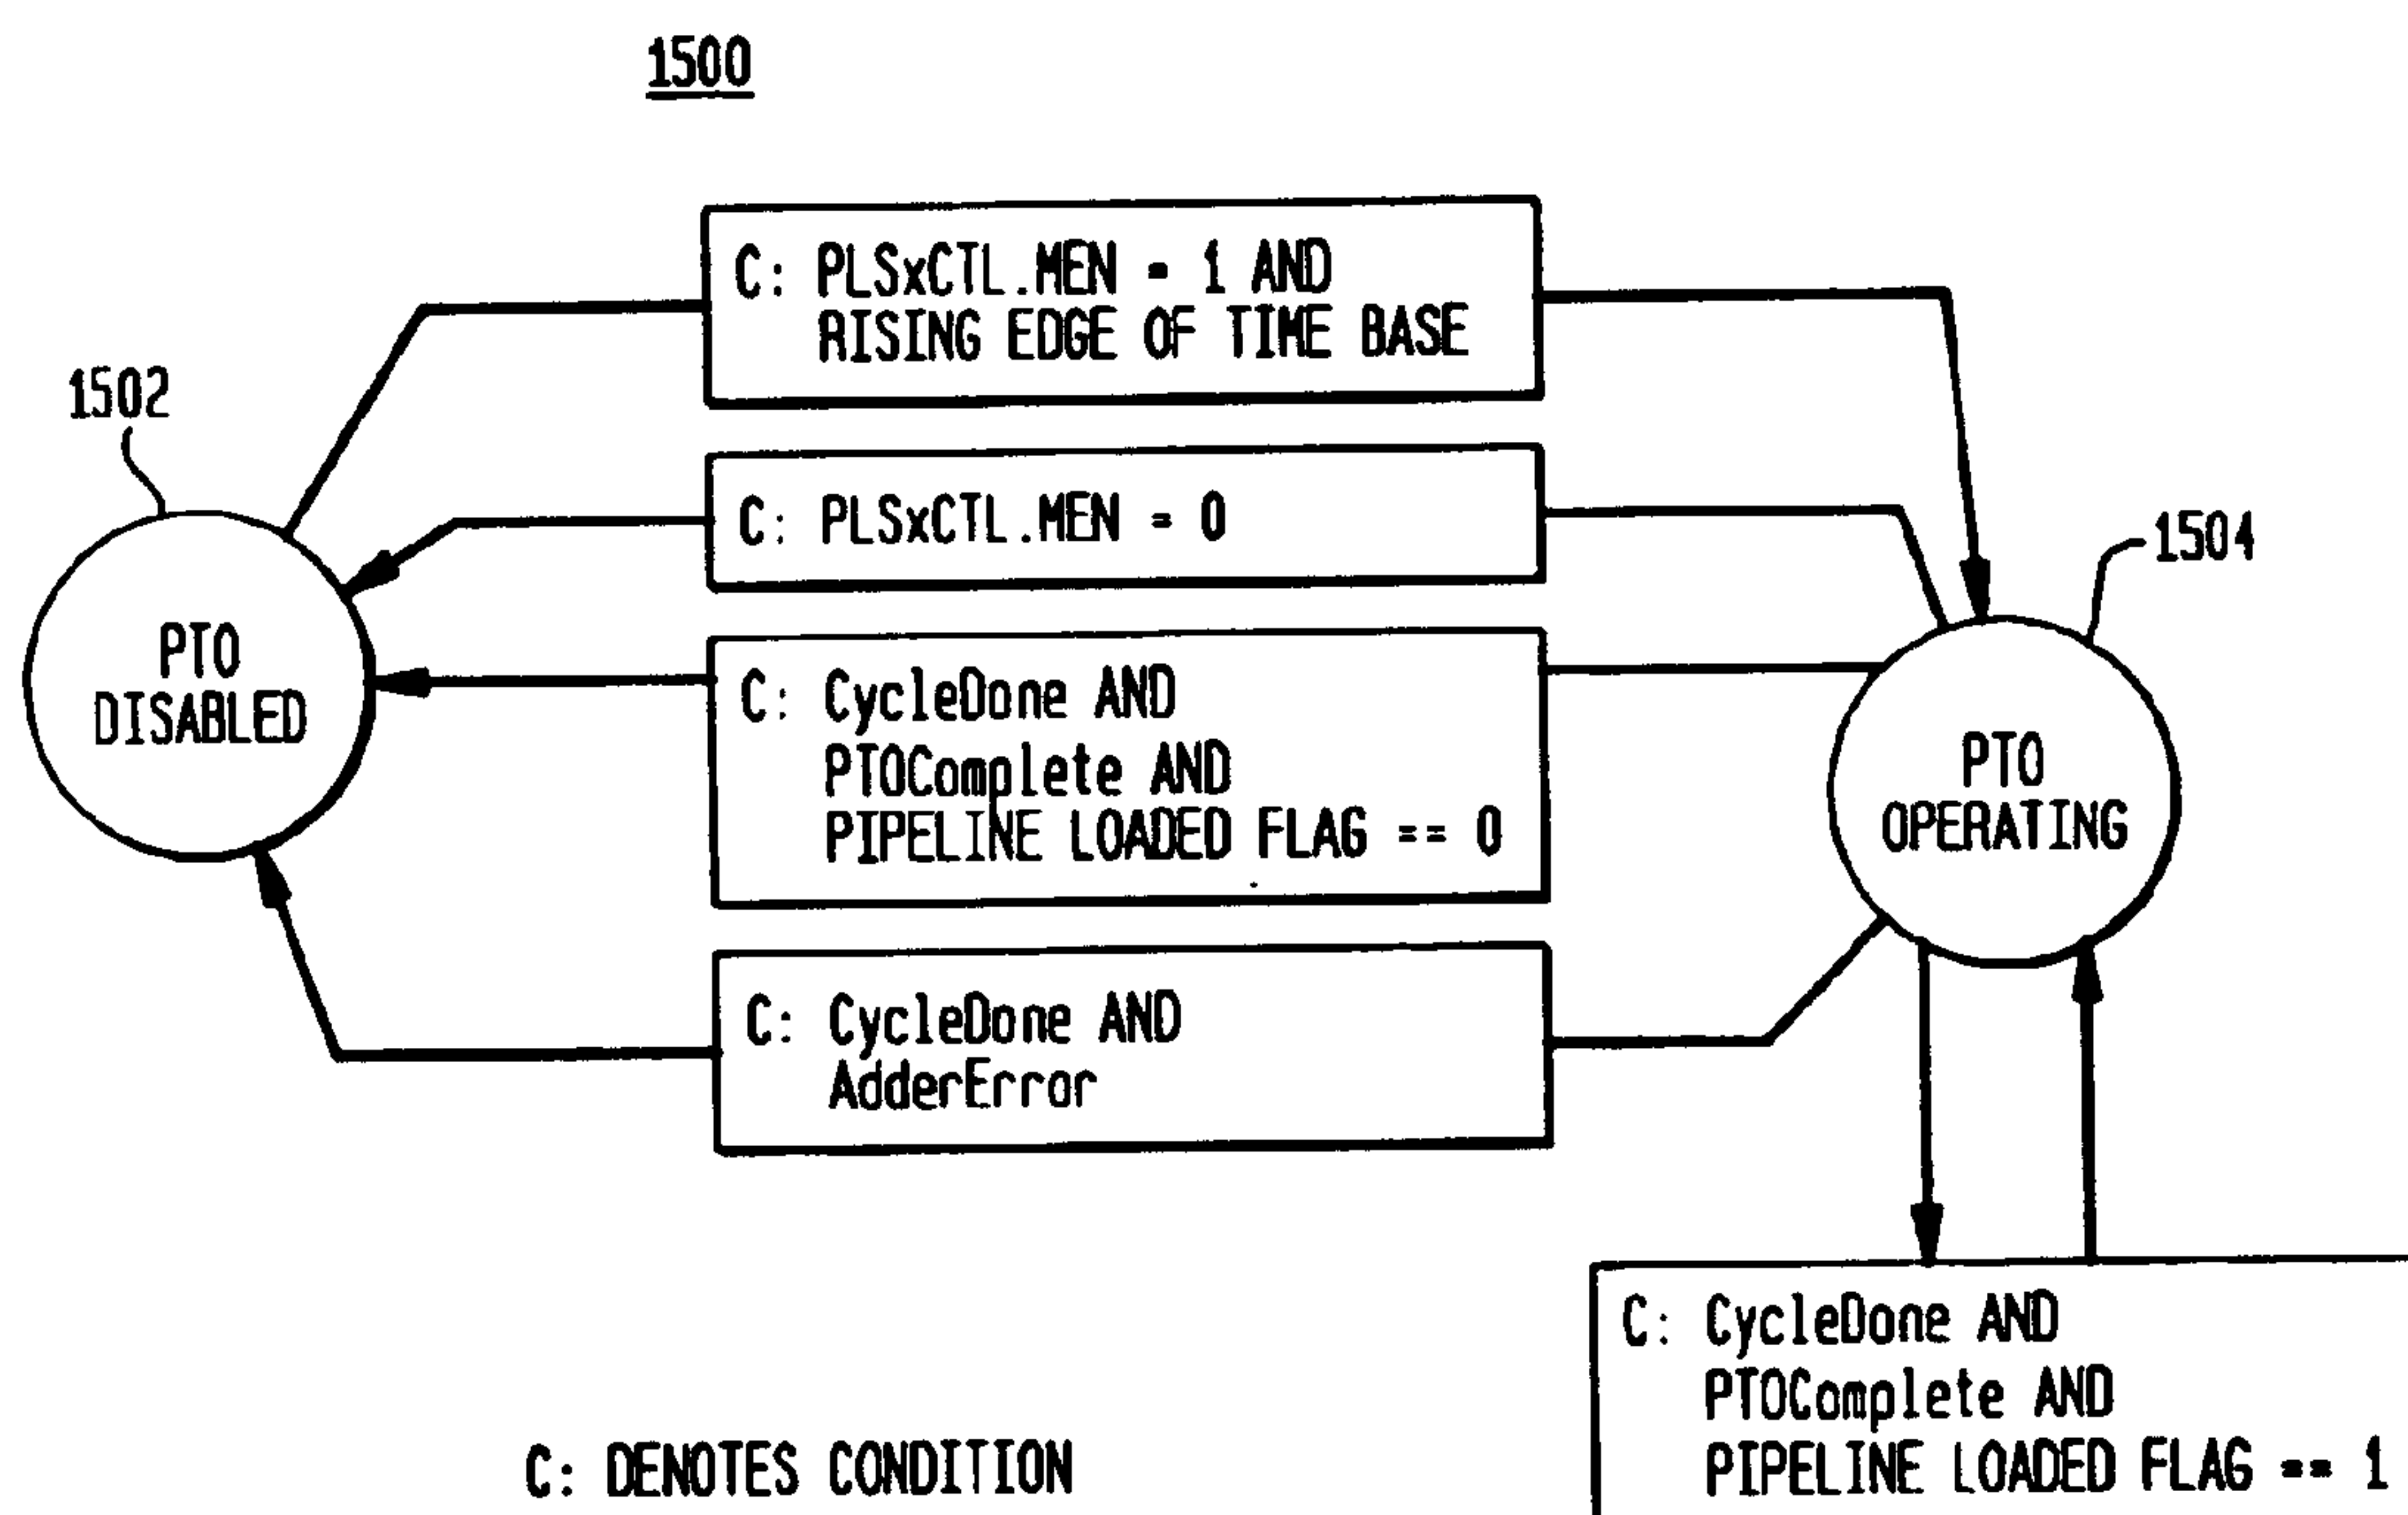 1500
C: PLSxCTL.MEN = 1 AND
RISING EDGE OF TIME BASE
1502
C: PLSxCTL.MEN = 0
1504
PTO
DISABLED
C: CycleDone AND
PTOComplete AND
PIPELINE LOADED FLAG == 0
PTO
OPERATING
C: CycleDone AND
AdderError
C: CycleDone AND
PTOComplete AND
PIPELINE LOADED FLAG == 1
C: DENOTES CONDITION